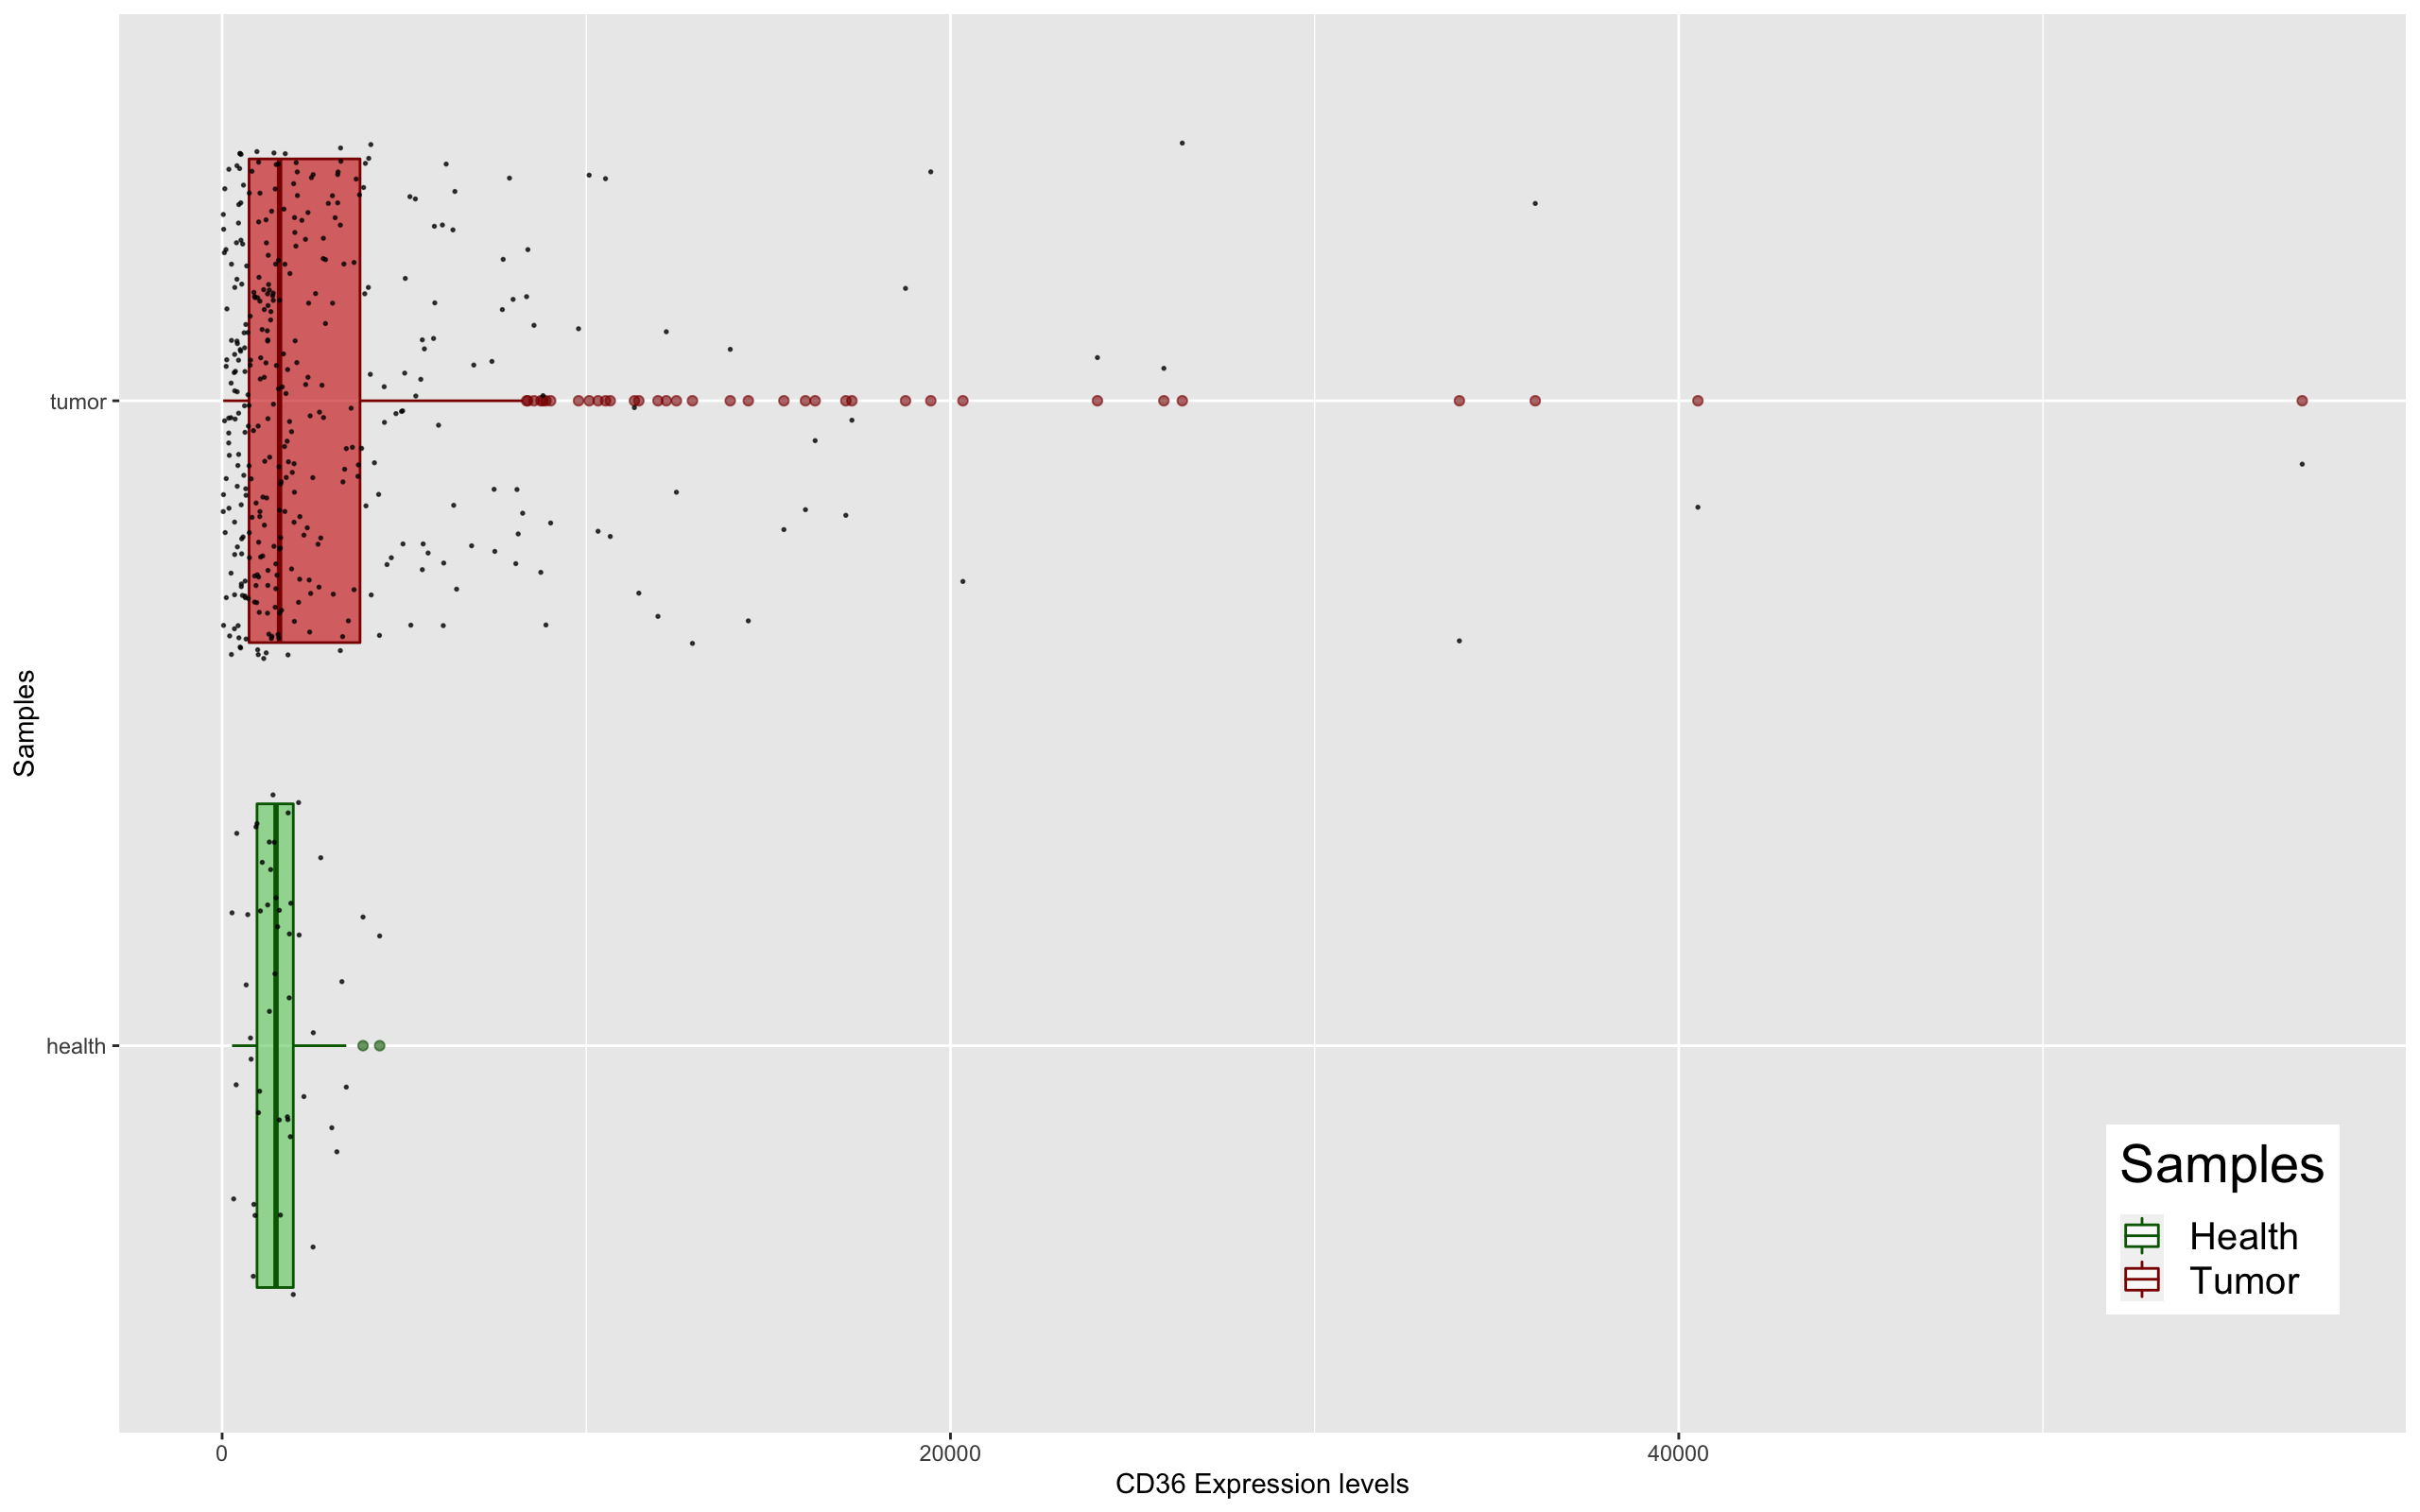 tumor
health
Samples
0
20000
40000
CD36 Expression levels
Samples
Health
Tumor